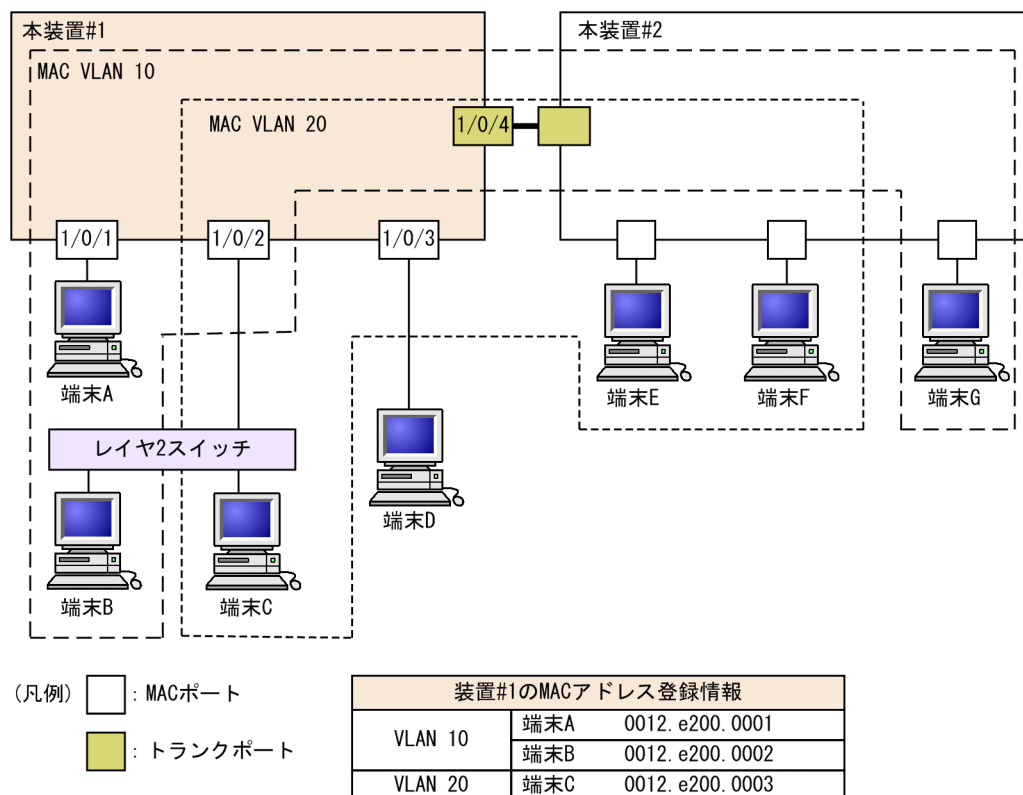 本装置#1
本装置#2
MAC VLAN 10
MAC VLAN 20
1/0/4
1/0/1
1/0/2
1/0/3
端末A
端末E
端末F
端末G
レイヤ2スイッチ
端末D
端末B
端末C
(凡例)
: MACポート
: トランクポート
装置#1のMACアドレス登録情報
VLAN 10
端末A 0012.e200.0001
端末B 0012.e200.0002
VLAN 20
端末C 0012.e200.0003